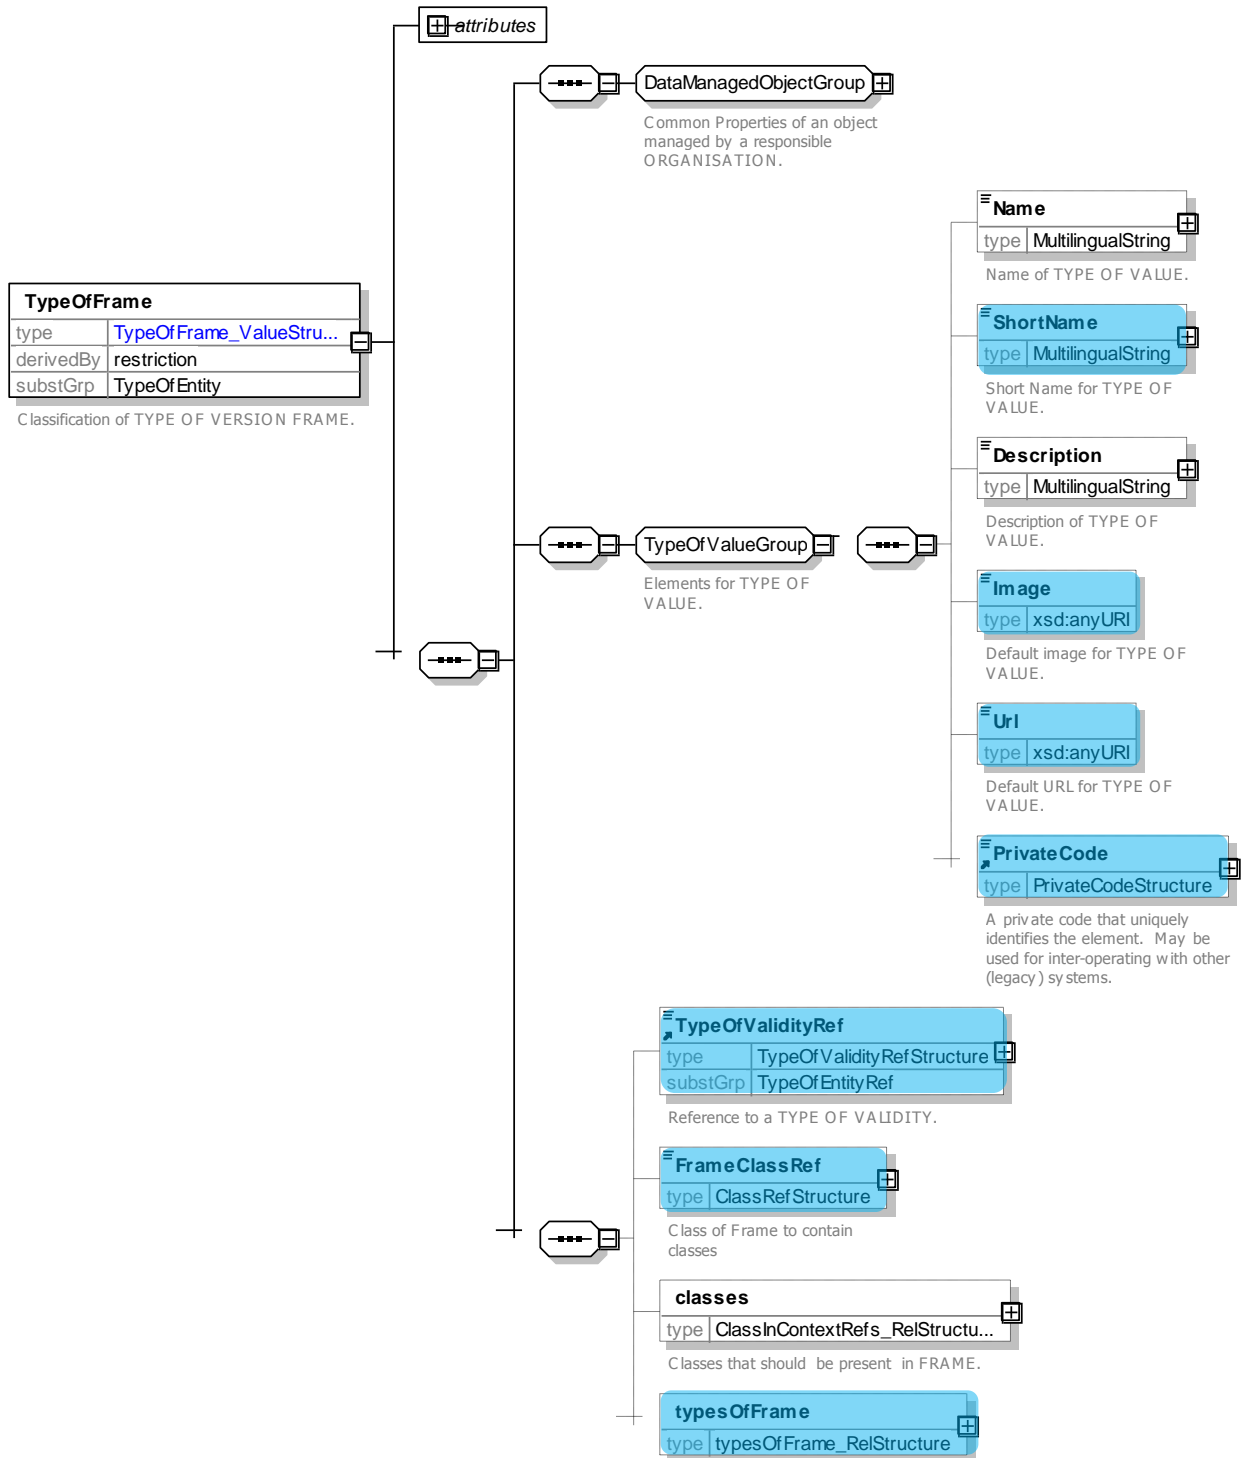 attributes
DataManagedObjectGroup
Common Properties of an object
managed by a responsible
ORGANISATION.
Name
type MultilingualString
Name of TYPE OF VALUE.
TypeOfFrame
type TypeOfFrame_ValueStru...
derivedBy restriction
substGrp TypeOfEntity
Classification of TYPE OF VERSION FRAME.
ShortName
type MultilingualString
Short Name for TYPE OF
VALUE.
Description
type MultilingualString
Description of TYPE OF
VALUE.
TypeOfValueGroup
Elements for TYPE OF
VALUE.
Image
type xsd:anyURI
Default image for TYPE OF
VALUE.
Url
type xsd:anyURI
Default URL for TYPE OF
VALUE.
PrivateCode
type PrivateCodeStructure
A private code that uniquely
identifies the element. May be
used for inter-operating with other
(legacy) systems.
TypeOfValidityRef
type TypeOfValidityRefStructure
substGrp TypeOfEntityRef
Reference to a TYPE OF VALIDITY.
FrameClassRef
type ClassRefStructure
Class of Frame to contain
classes
classes
type ClassInContextRefs_RelStructu...
Classes that should be present in FRAME.
typesOfFrame
type typesOfFrame_RelStructure